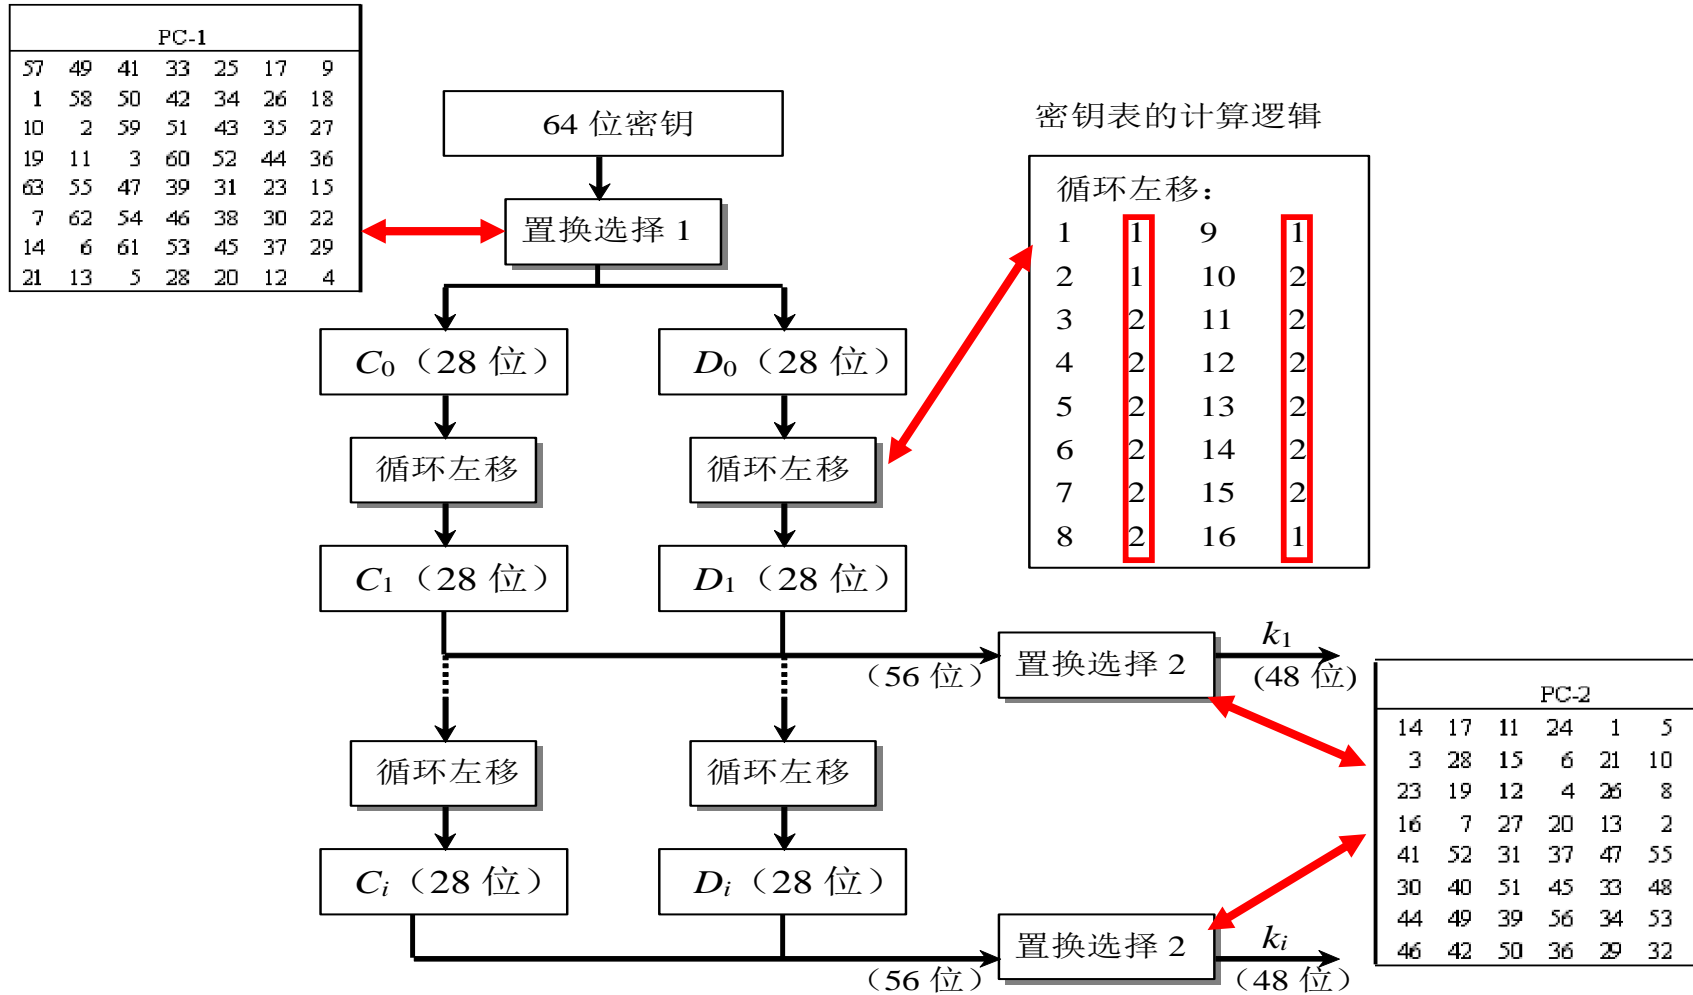 PC-1
57 49 41 33 25 17 9
1 58 50 42 34 26 18
10 2 59 51 43 35 27
19 11 3 60 52 44 36
63 55 47 39 31 23 15
7 62 54 46 38 30 22
14 6 61 53 45 37 29
21 13 5 28 20 12 4
64 位密钥
置换选择 1
密钥表的计算逻辑
循环左移：
1 1 9 1
2 1 10 2
3 2 11 2
4 2 12 2
5 2 13 2
6 2 14 2
7 2 15 2
8 2 16 1
C0（28 位） D0（28 位）
循环左移 循环左移
C1（28 位） D1（28 位）
（56 位） 置换选择 2 k1
(48 位)
循环左移 循环左移
Ci（28 位） Di（28 位）
（56 位） 置换选择 2 ki
(48 位)
PC-2
14 17 11 24 1 5
3 28 15 6 21 10
23 19 12 4 26 8
16 7 27 20 13 2
41 52 31 37 47 55
30 40 51 45 33 48
44 49 39 56 34 53
46 42 50 36 29 32